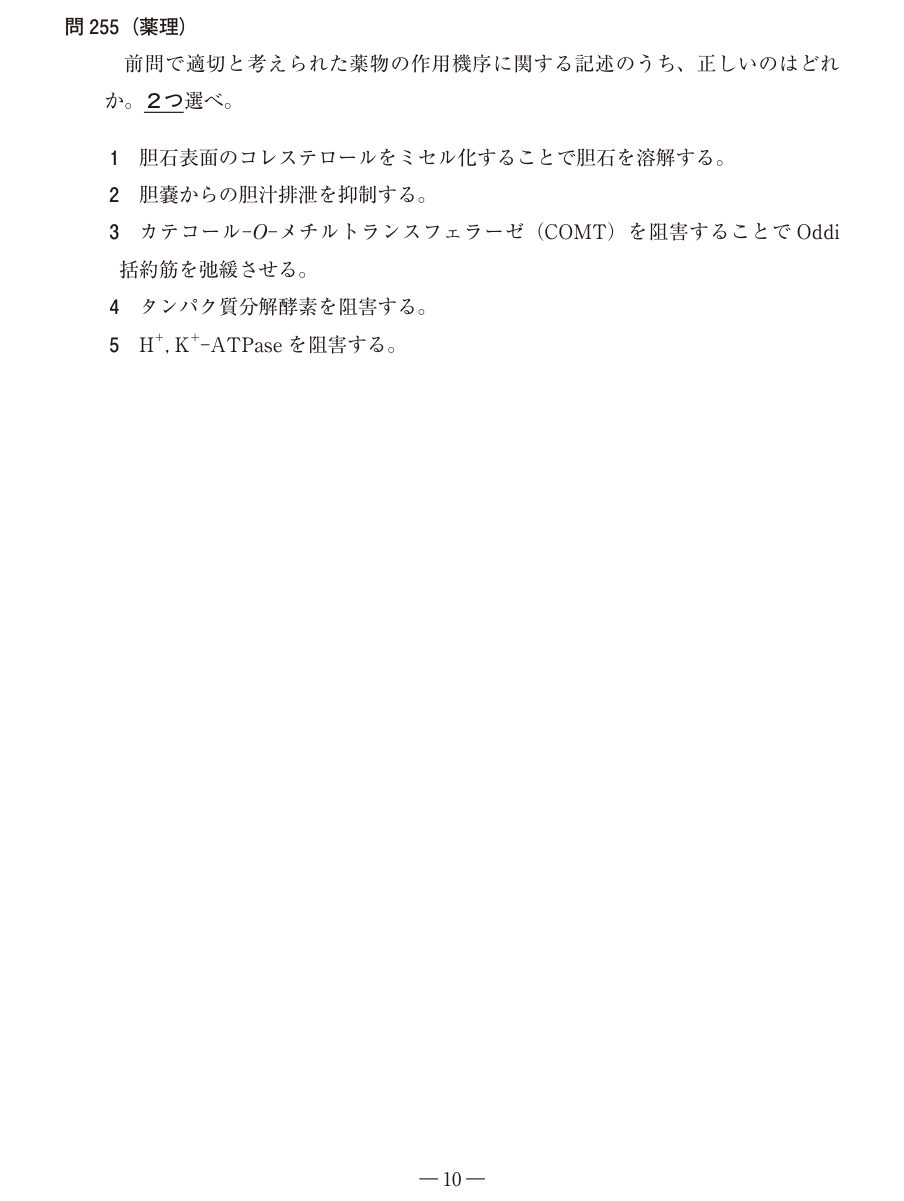 問 255（薬理）
前問で適切と考えられた薬物の作用機序に関する記述のうち、正しいのはどれ
か。２つ選べ。
1 胆石表面のコレステロールをミセル化することで胆石を溶解する。
2 胆嚢からの胆汁排泄を抑制する。
3 カテコール-O-メチルトランスフェラーゼ（COMT）を阻害することで Oddi
括約筋を弛緩させる。
4 タンパク質分解酵素を阻害する。
5 H⁺, K⁺-ATPase を阻害する。
— 10 —